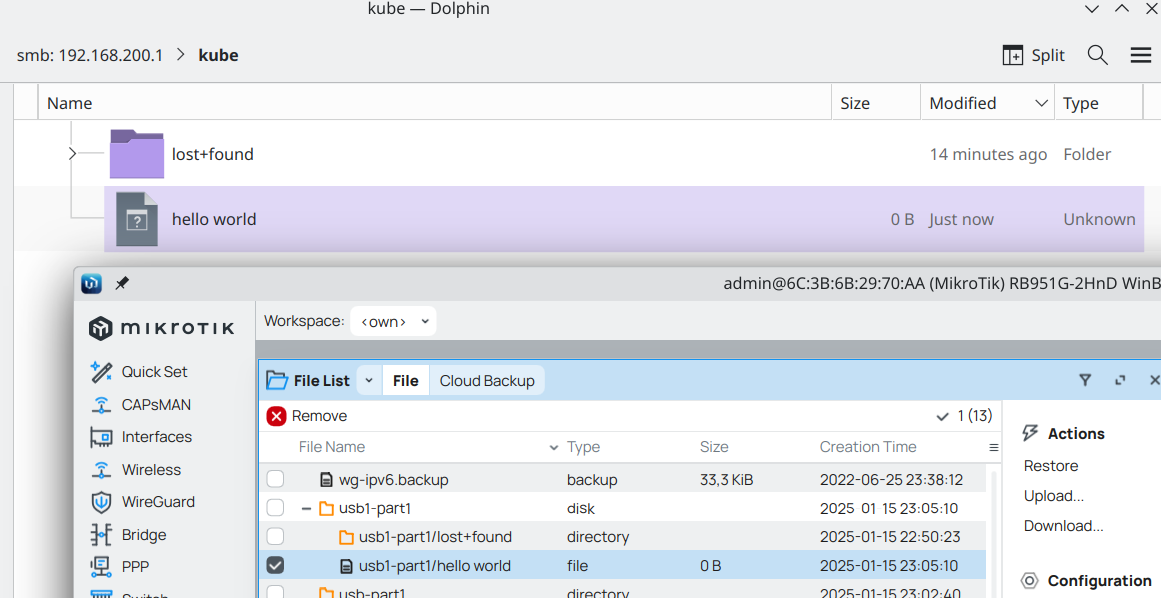 kube — Dolphin
smb: 192.168.200.1 kube Split
Name Size Modified Type
lost+found 14 minutes ago Folder
hello world 0 B Just now Unknown
admin@6C:3B:6B:29:70:AA (MikroTik) RB951G-2HnD WinB
mikrotik
Workspace: <own>
Quick Set
CAPsMAN
Interfaces
Wireless
WireGuard
Bridge
PPP
Switch
File List File Cloud Backup
Remove 1 (13)
File Name Type Size Creation Time
wg-ipv6.backup backup 33,3 KiB 2022-06-25 23:38:12
usb1-part1 disk 2025 01 15 23:05:10
usb1-part1/lost+found directory 2025-01-15 22:50:23
usb1-part1/hello world file 0 B 2025-01-15 23:05:10
usb-part1 directory 2025-01-15 23:02:40
Actions
Restore
Upload...
Download...
Configuration